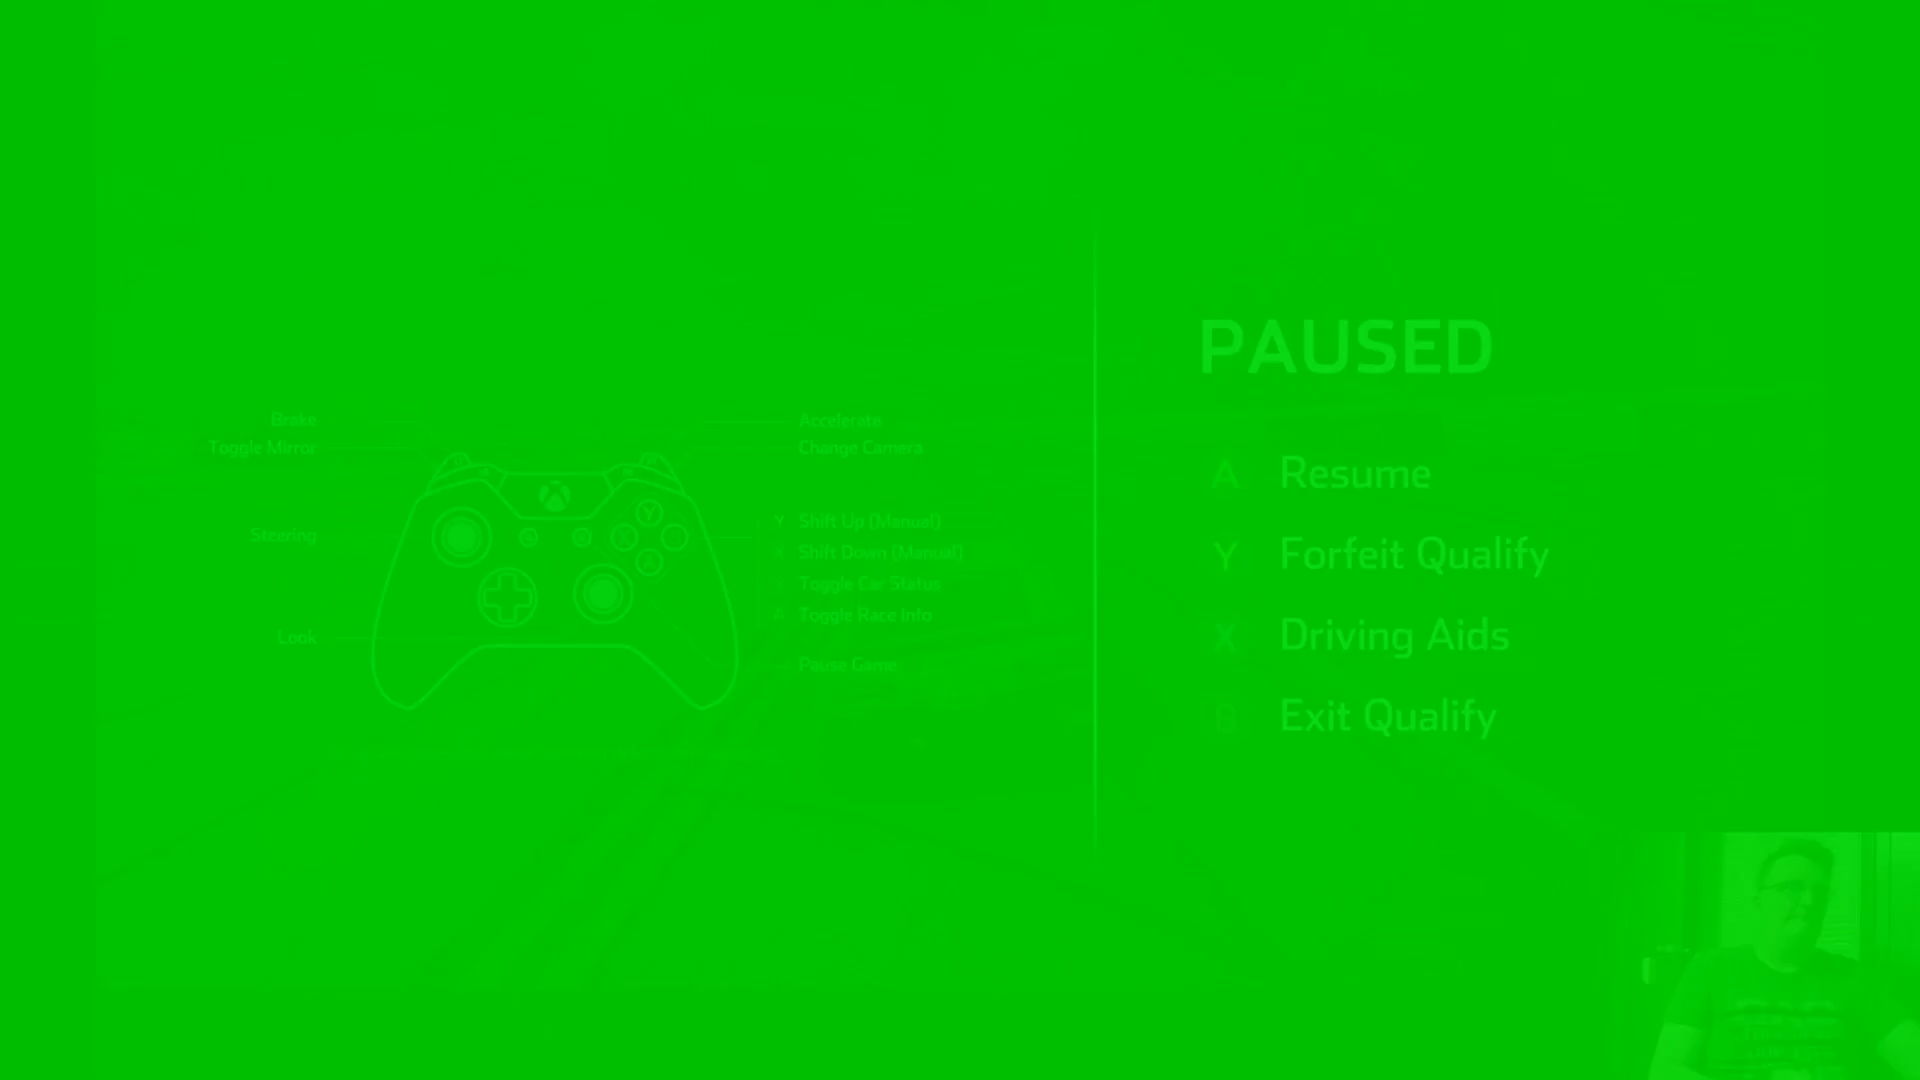 PAUSED
A Resume
Y Forfeit Qualify
X Driving Aids
B Exit Qualify
Brake
Toggle Mirror
Steering
Look
Accelerate
Change Camera
Y Shift Up (Manual)
X Shift Down (Manual)
Toggle Car Status
A Toggle Race Info
Pause Game
Y
X
A